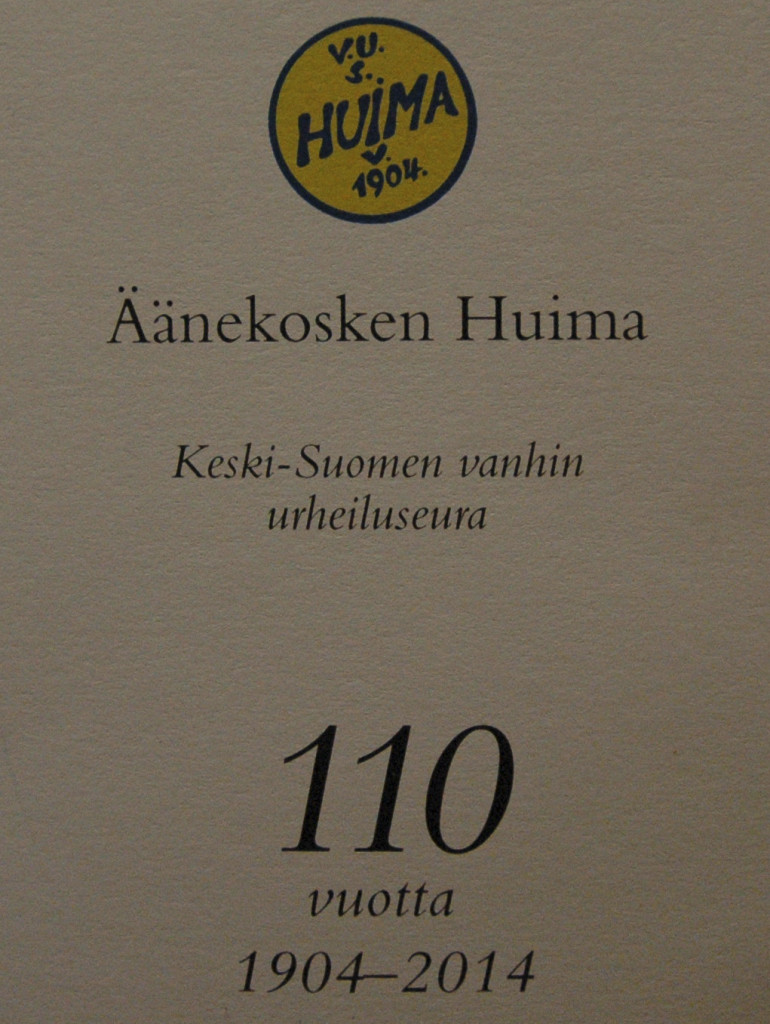 V.U.
S.
HUIMA
V.
1904.
Äänekosken Huima
Keski-Suomen vanhin
urheiluseura
110
vuotta
1904–2014